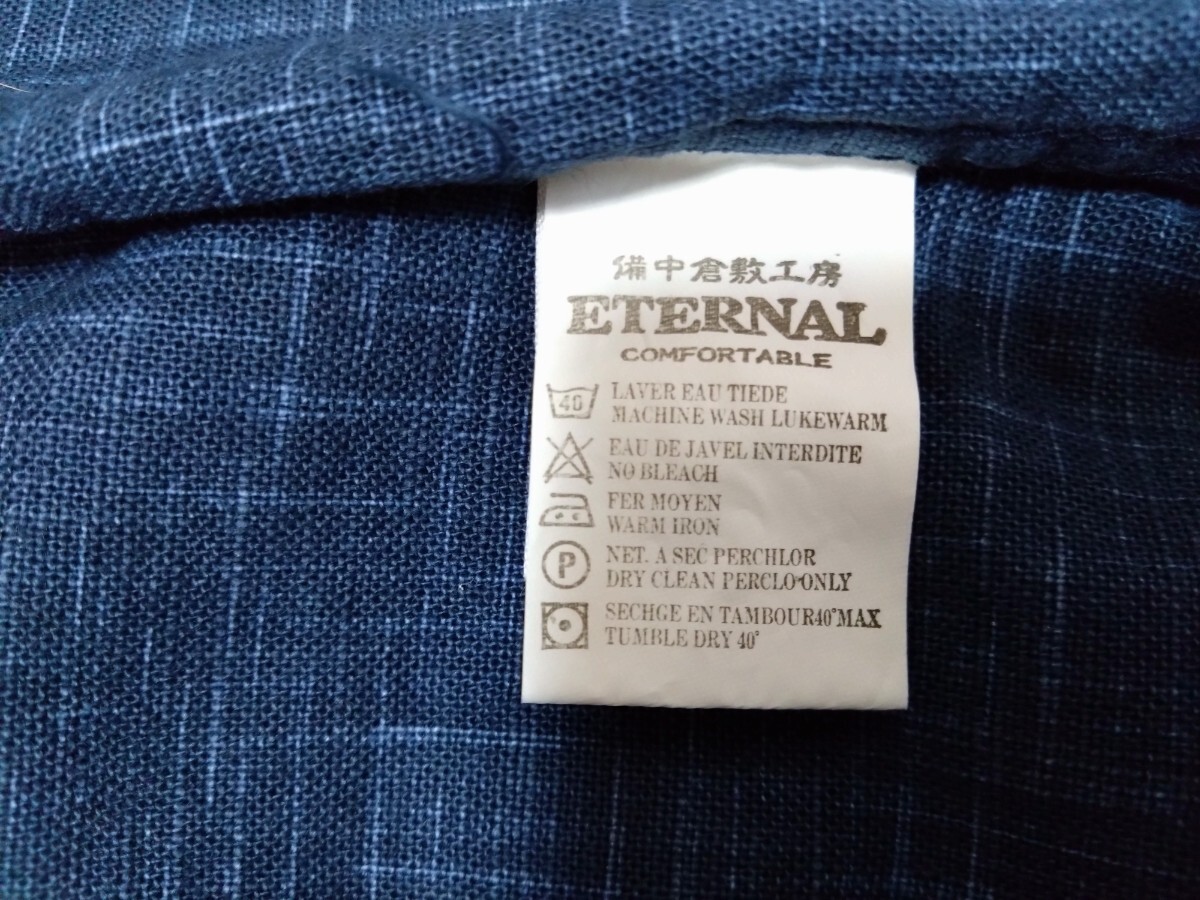 備中倉敷工房
ETERNAL
COMFORTABLE
40
LAVER EAU TIEDE
MACHINE WASH LUKEWARM
EAU DE JAVEL INTERDITE
NO BLEACH
FER MOYEN
WARM IRON
P
NET. A SEC PERCHLOR
DRY CLEAN PERCLO-ONLY
SECHGE EN TAMBOUR40°MAX
TUMBLE DRY 40°